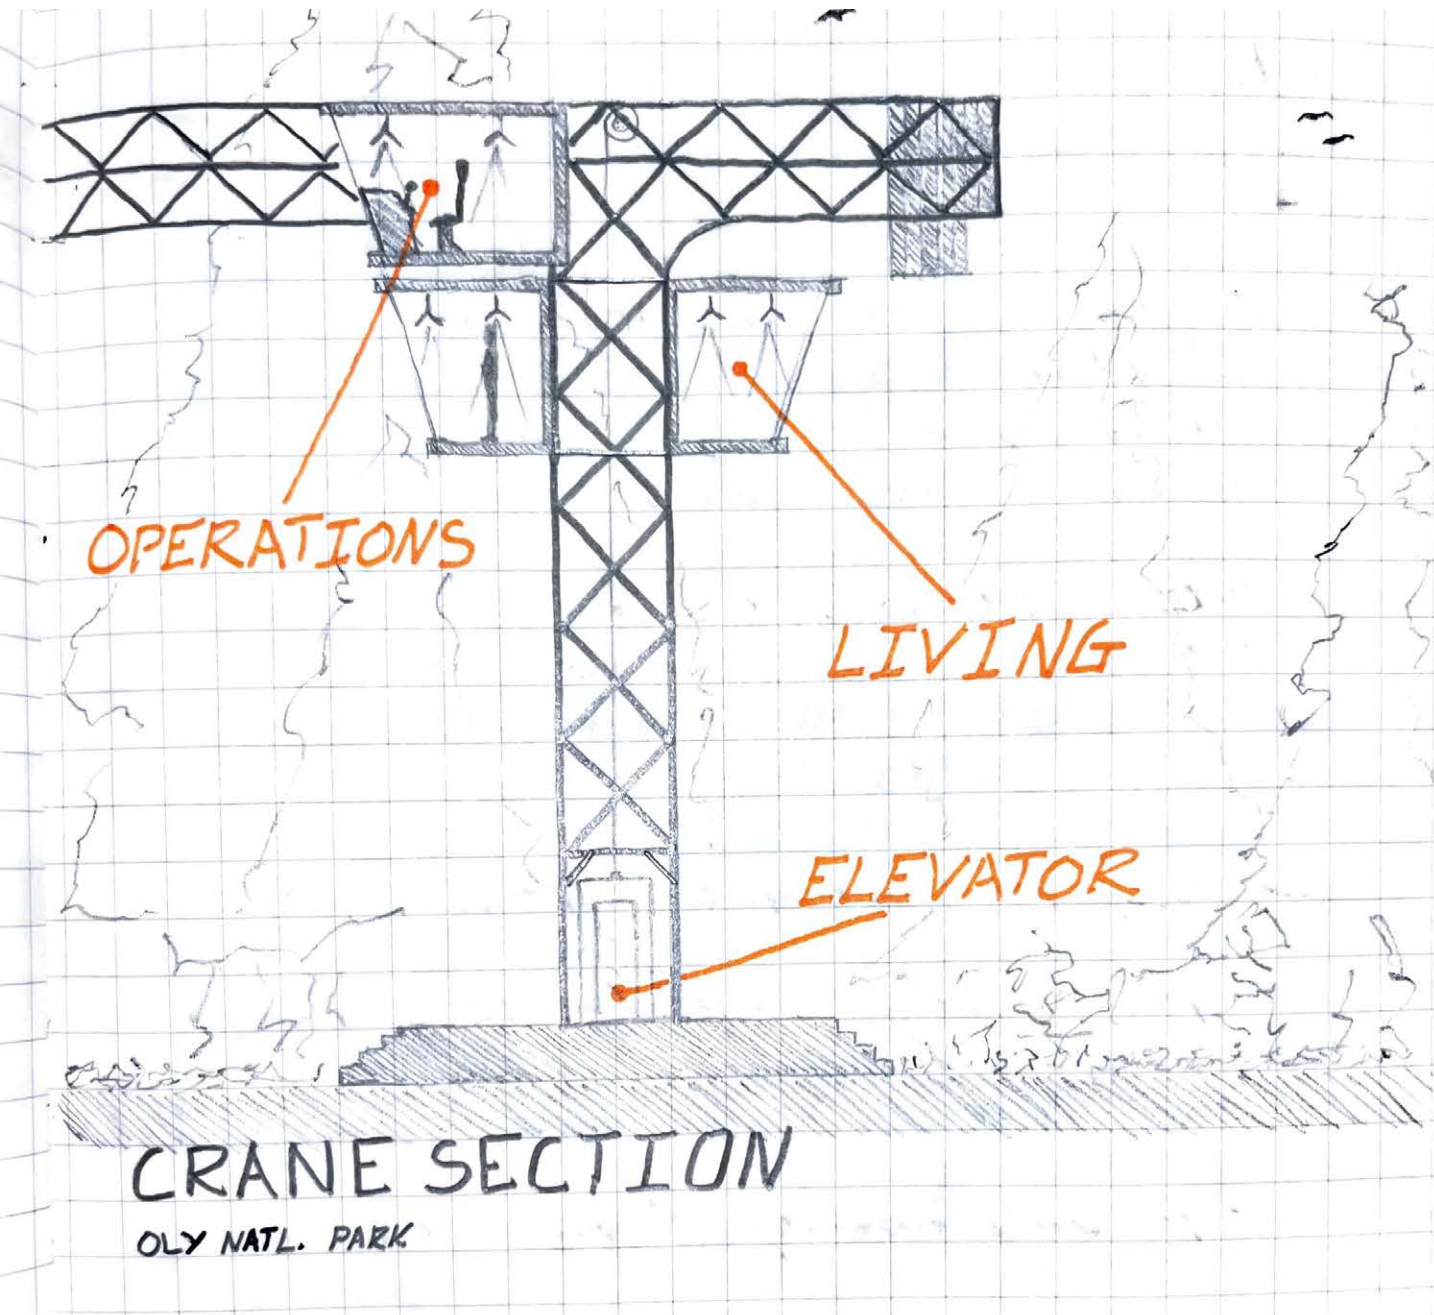 OPERATIONS
LIVING
ELEVATOR
CRANE SECTION
OLY NATL. PARK